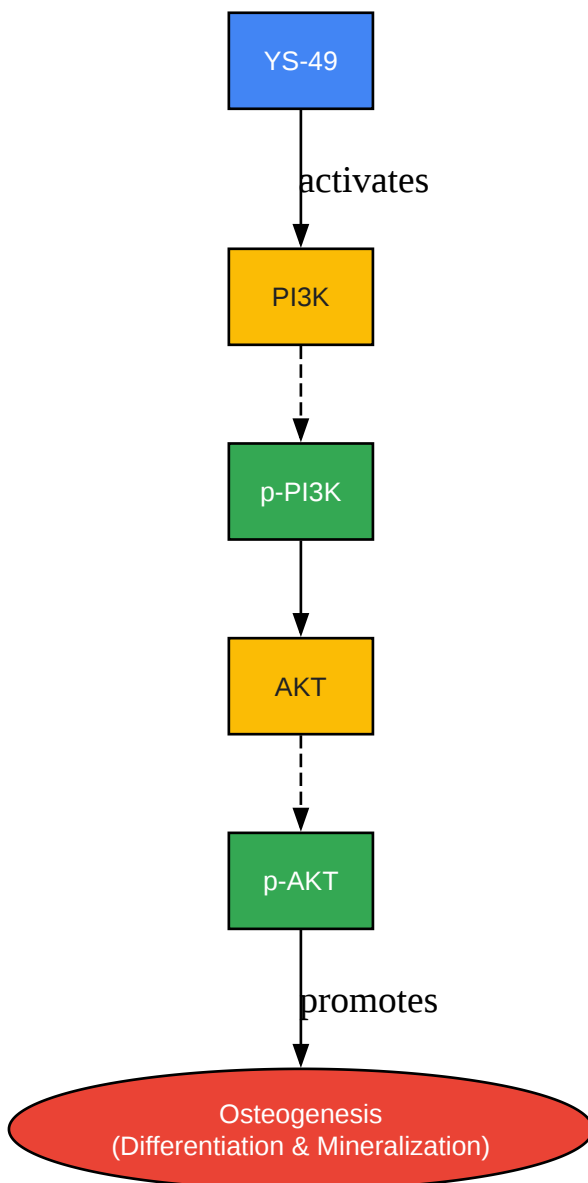 YS-49
activates
PI3K
p-PI3K
AKT
p-AKT
promotes
Osteogenesis
(Differentiation & Mineralization)